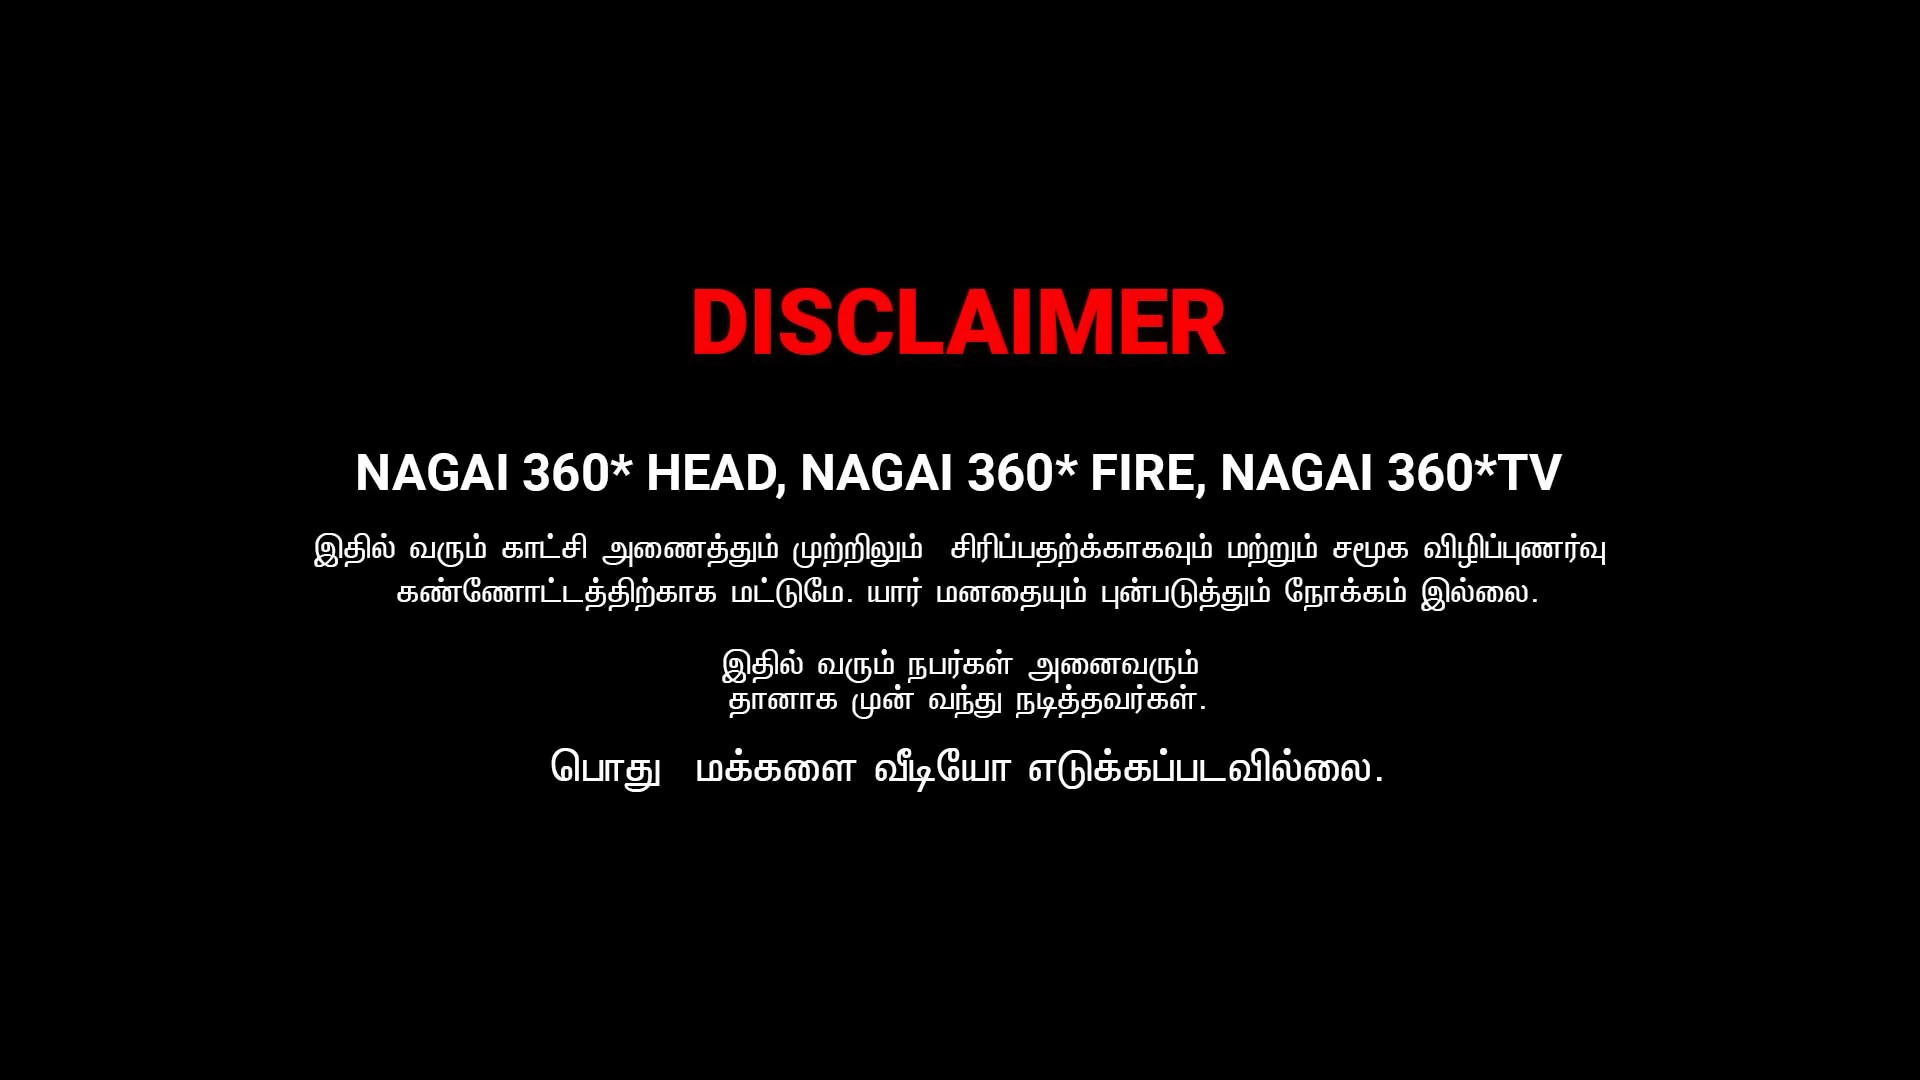 DISCLAIMER
NAGAI 360* HEAD, NAGAI 360* FIRE, NAGAI 360*TV
இதில் வரும் காட்சி அணைத்தும் முற்றிலும் சிரிப்பதற்க்காகவும் மற்றும் சமூக விழிப்புணர்வு
கண்ணோட்டத்திற்காக மட்டுமே. யார் மனதையும் புன்படுத்தும் நோக்கம் இல்லை.
இதில் வரும் நபர்கள் அனைவரும்
தானாக முன் வந்து நடித்தவர்கள்.
பொது மக்களை வீடியோ எடுக்கப்படவில்லை.